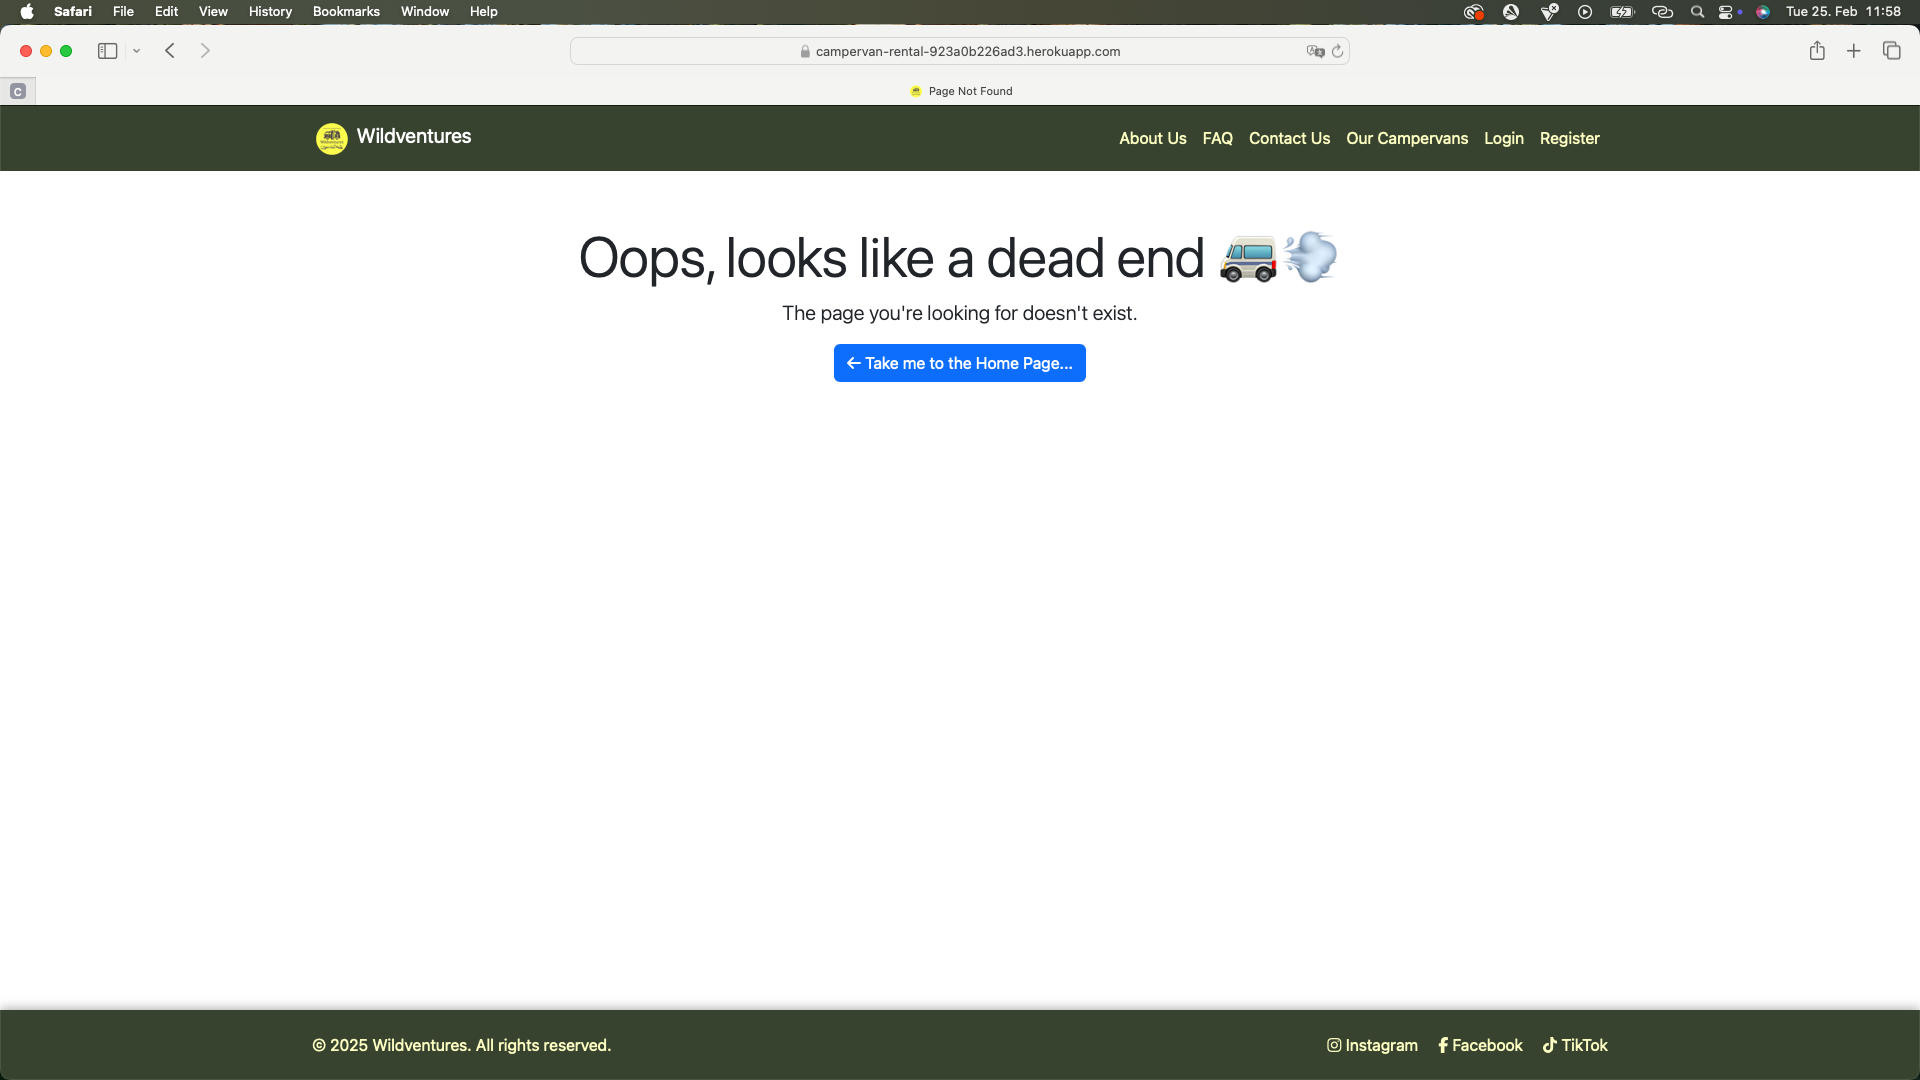 Safari File Edit View History Bookmarks Window Help Tue 25. Feb 11:58
campervan-rental-923a0b226ad3.herokuapp.com
C Page Not Found
Wildventures About Us FAQ Contact Us Our Campervans Login Register
Oops, looks like a dead end 🚐💨
The page you're looking for doesn't exist.
← Take me to the Home Page...
© 2025 Wildventures. All rights reserved. Instagram Facebook TikTok